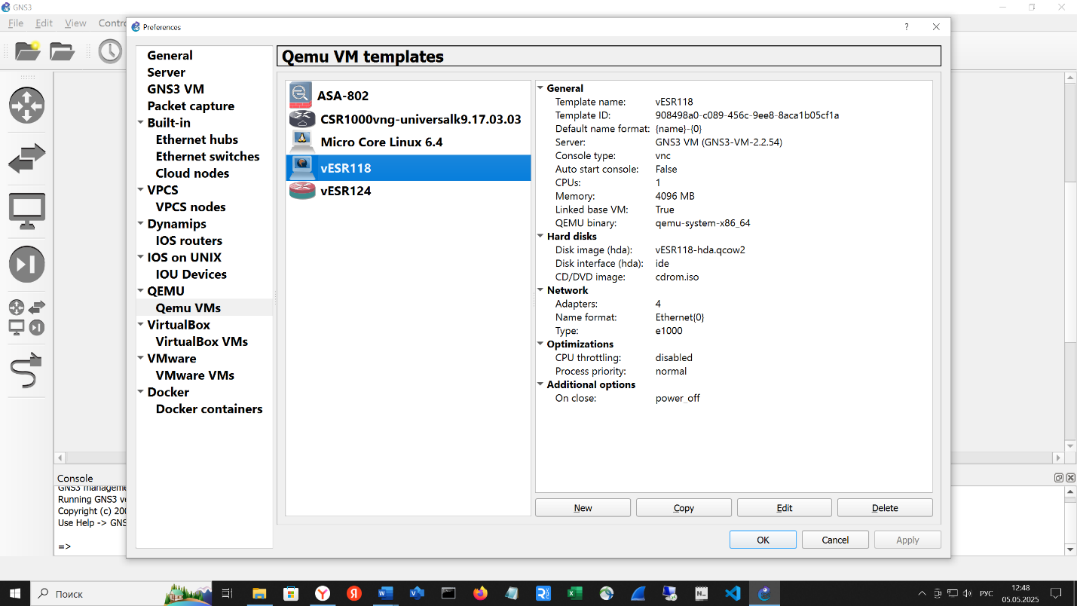 GNS3
File Edit View Contro
Preferences
?
General
Server
GNS3 VM
Packet capture
Built-in
Ethernet hubs
Ethernet switches
Cloud nodes
VPCS
VPCS nodes
Dynamips
IOS routers
IOS on UNIX
IOU Devices
QEMU
Qemu VMs
VirtualBox
VirtualBox VMs
VMware
VMware VMs
Docker
Docker containers
Qemu VM templates
ASA-802
CSR1000vng-universalk9.17.03.03
Micro Core Linux 6.4
vESR118
vESR124
General
Template name: vESR118
Template ID: 908498a0-c089-456c-9ee8-8aca1b05cf1a
Default name format: {name}-{0}
Server: GNS3 VM (GNS3-VM-2.2.54)
Console type: vnc
Auto start console: False
CPUs: 1
Memory: 4096 MB
Linked base VM: True
QEMU binary: qemu-system-x86_64
Hard disks
Disk image (hda): vESR118-hda.qcow2
Disk interface (hda): ide
CD/DVD image: cdrom.iso
Network
Adapters: 4
Name format: Ethernet{0}
Type: e1000
Optimizations
CPU throttling: disabled
Process priority: normal
Additional options
On close: power_off
New Copy Edit Delete
OK Cancel Apply
Console
GNS3 manageme
Running GNS3 ve
Copyright (c) 20
Use Help -> GNS
=>
Поиск
РУС
12:48
05.05.2025